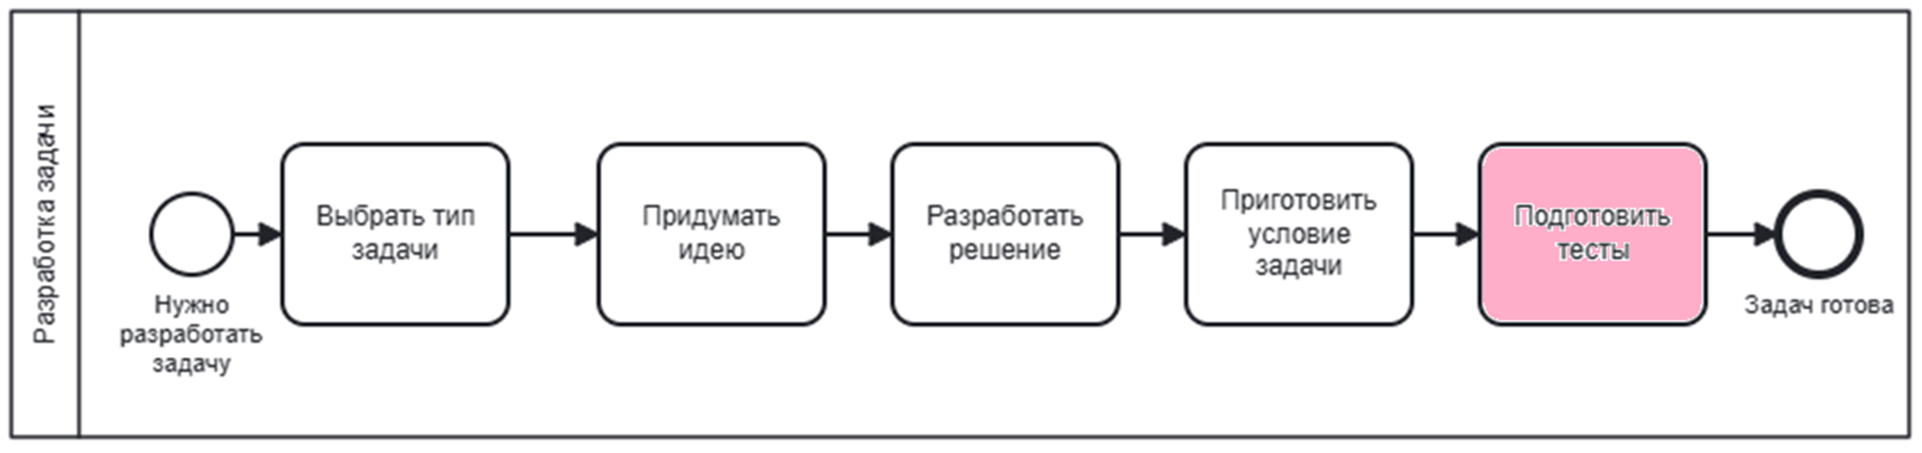 Разработка задачи
Нужно
разработать
задачу
Выбрать тип
задачи
Придумать
идею
Разработать
решение
Приготовить
условие
задачи
Подготовить
тесты
Задач готова